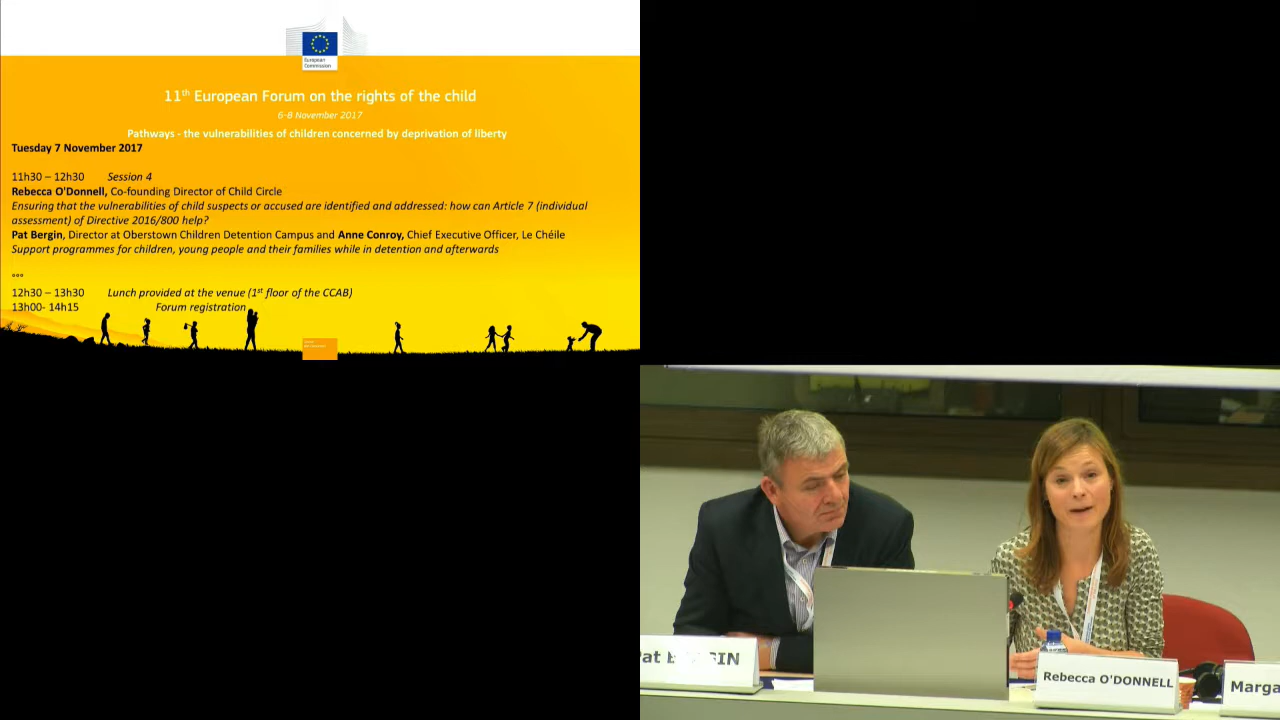 European
Commission
11th European Forum on the rights of the child
6-8 November 2017
Pathways - the vulnerabilities of children concerned by deprivation of liberty
Tuesday 7 November 2017
11h30 – 12h30 Session 4
Rebecca O'Donnell, Co-founding Director of Child Circle
Ensuring that the vulnerabilities of child suspects or accused are identified and addressed: how can Article 7 (individual
assessment) of Directive 2016/800 help?
Pat Bergin, Director at Oberstown Children Detention Campus and Anne Conroy, Chief Executive Officer, Le Chéile
Support programmes for children, young people and their families while in detention and afterwards
°°°
12h30 – 13h30 Lunch provided at the venue (1st floor of the CCAB)
13h00- 14h15 Forum registration
Pat B GIN
Rebecca O'DONNELL
Marga